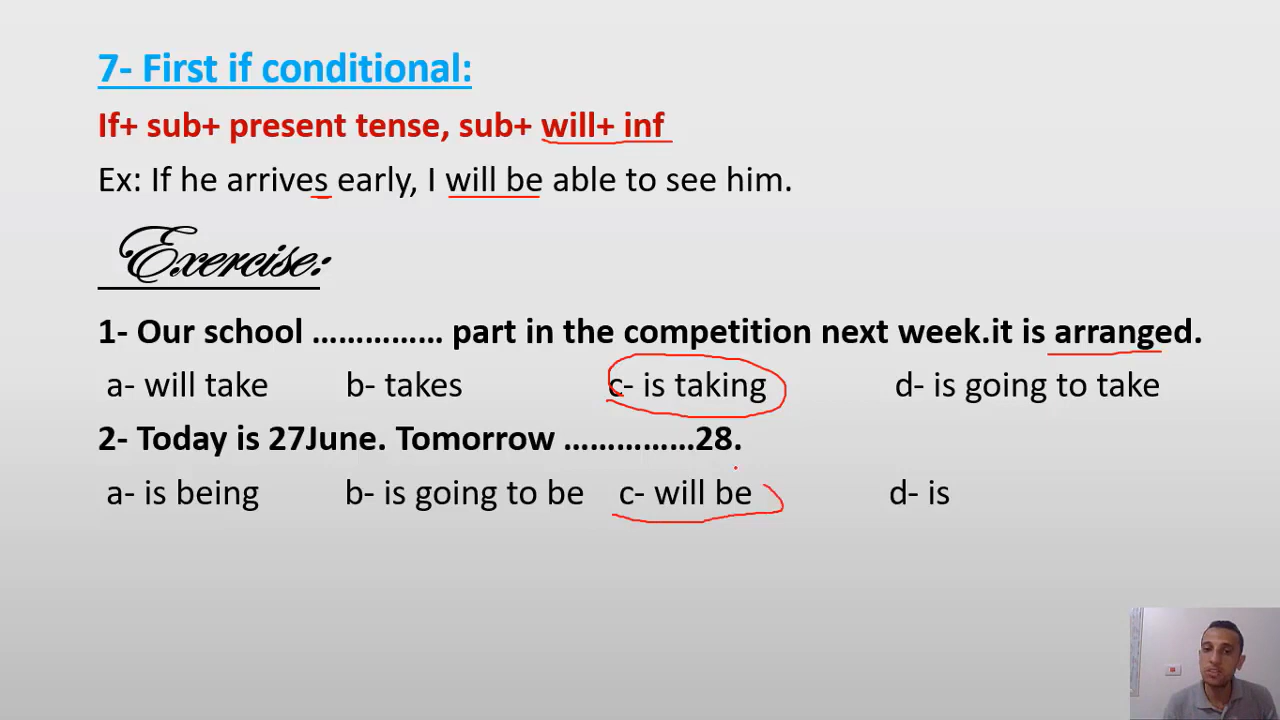 7- First if conditional:
If+ sub+ present tense, sub+ will+ inf
Ex: If he arrives early, I will be able to see him.
Exercise:
1- Our school …………… part in the competition next week.it is arranged.
a- will take b- takes c- is taking d- is going to take
2- Today is 27June. Tomorrow ……………28.
a- is being b- is going to be c- will be d- is